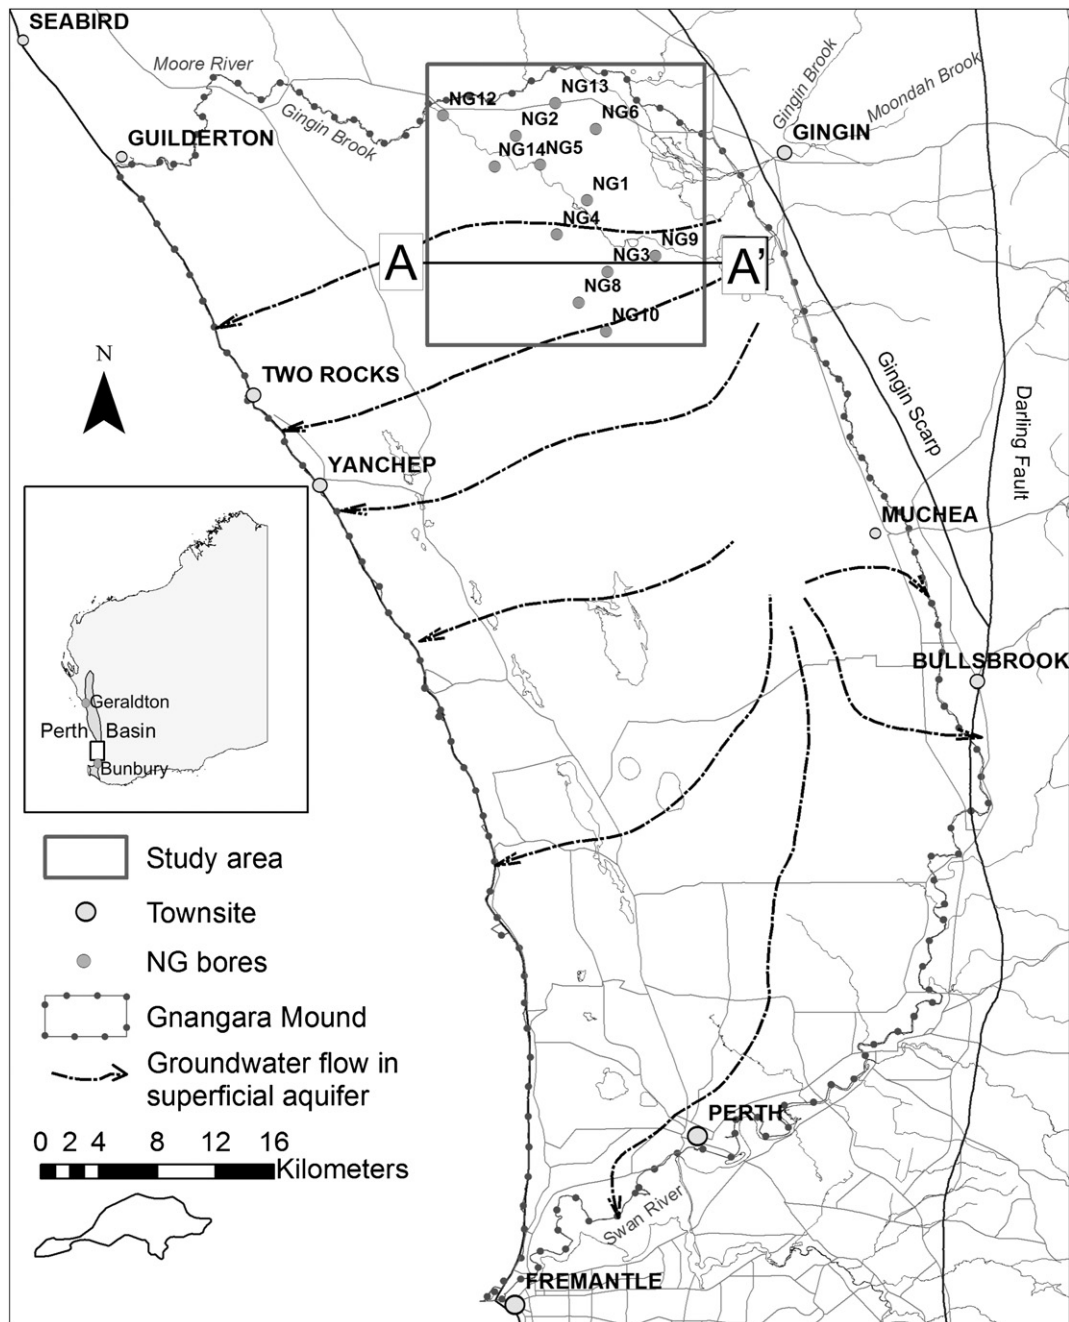 SEABIRD
Moore River
Gingin Brook
GUILDERTON
NG12
NG13
NG2
NG6
NG14
NG5
NG1
NG4
NG9
NG3
NG8
NG10
Gingin Brook
Moondah Brook
GINGIN
A
A'
N
TWO ROCKS
YANCHEP
Gingin Scarp
Darling Fault
MUCHEA
BULLSBROOK
Geraldton
Perth Basin
Bunbury
Study area
Townsite
NG bores
Gnangara Mound
Groundwater flow in
superficial aquifer
0 2 4 8 12 16
Kilometers
PERTH
Swan River
FREMANTLE